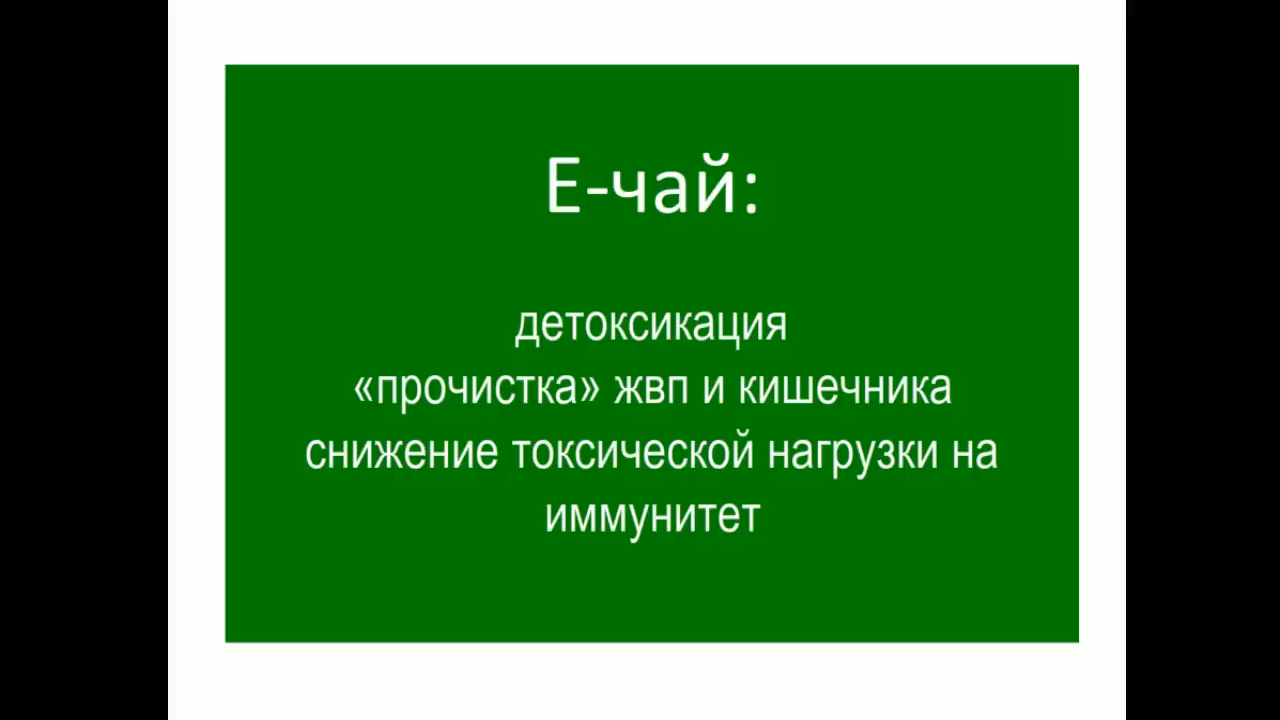 Е-чай:
детоксикация
«прочистка» жвп и кишечника
снижение токсической нагрузки на
иммунитет